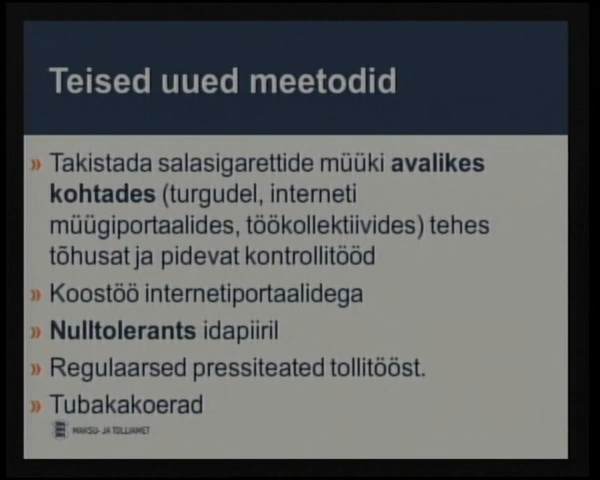 Teised uued meetodid
» Takistada salasigarettide müüki avalikes
kohtades (turgudel, interneti
müügiportaalides, töökollektiivides) tehes
tõhusat ja pidevat kontrollitööd
» Koostöö internetiportaalidega
» Nulltolerants idapiiril
» Regulaarsed pressiteated tollitööst.
» Tubakakoerad
MAKSU- JA TOLLIAMET